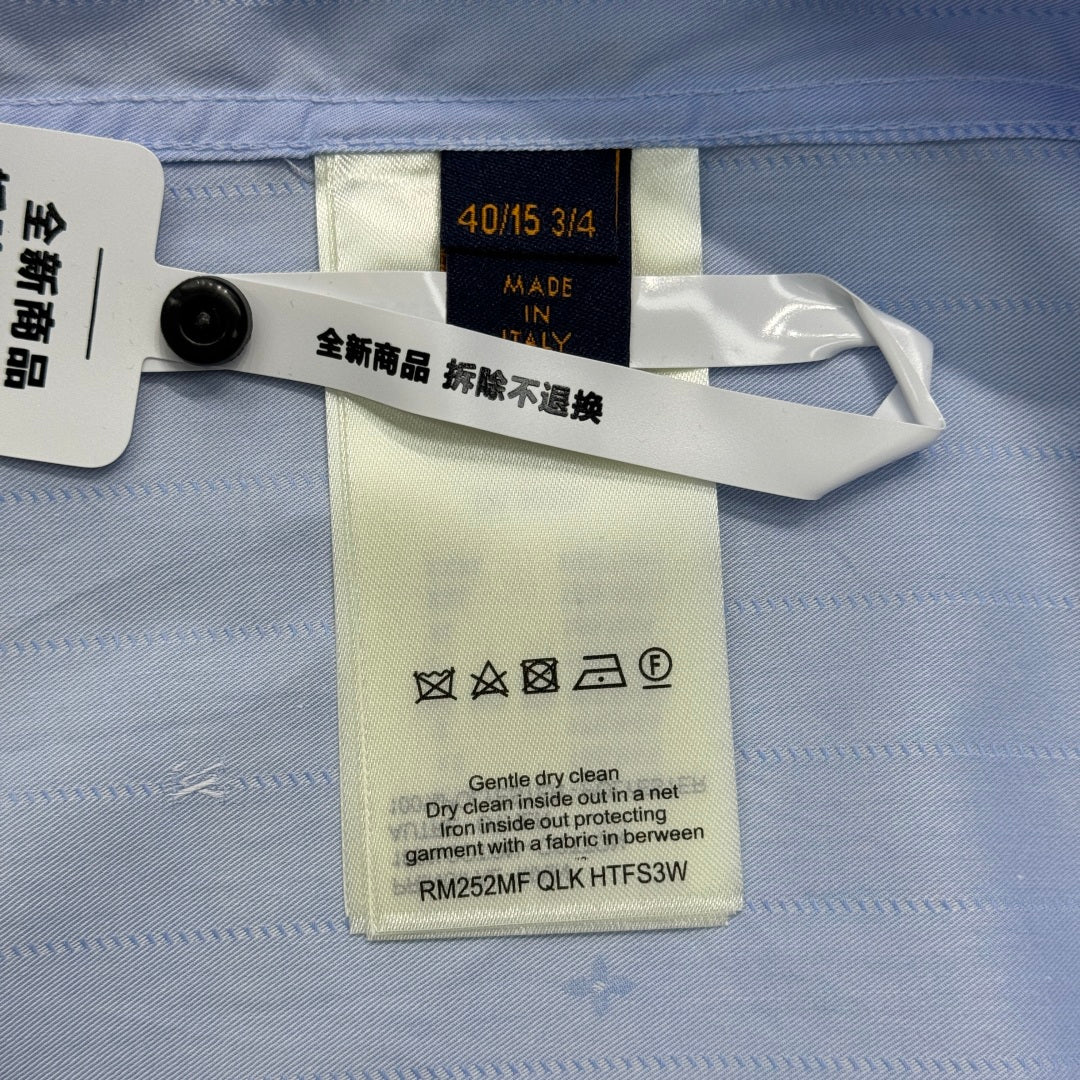 全新商品
40/15 3/4
MADE
IN
ITALY
全新商品 拆除不退换
F
Gentle dry clean
Dry clean inside out in a net
Iron inside out protecting
garment with a fabric in berween
RM252MF QLK HTFS3W